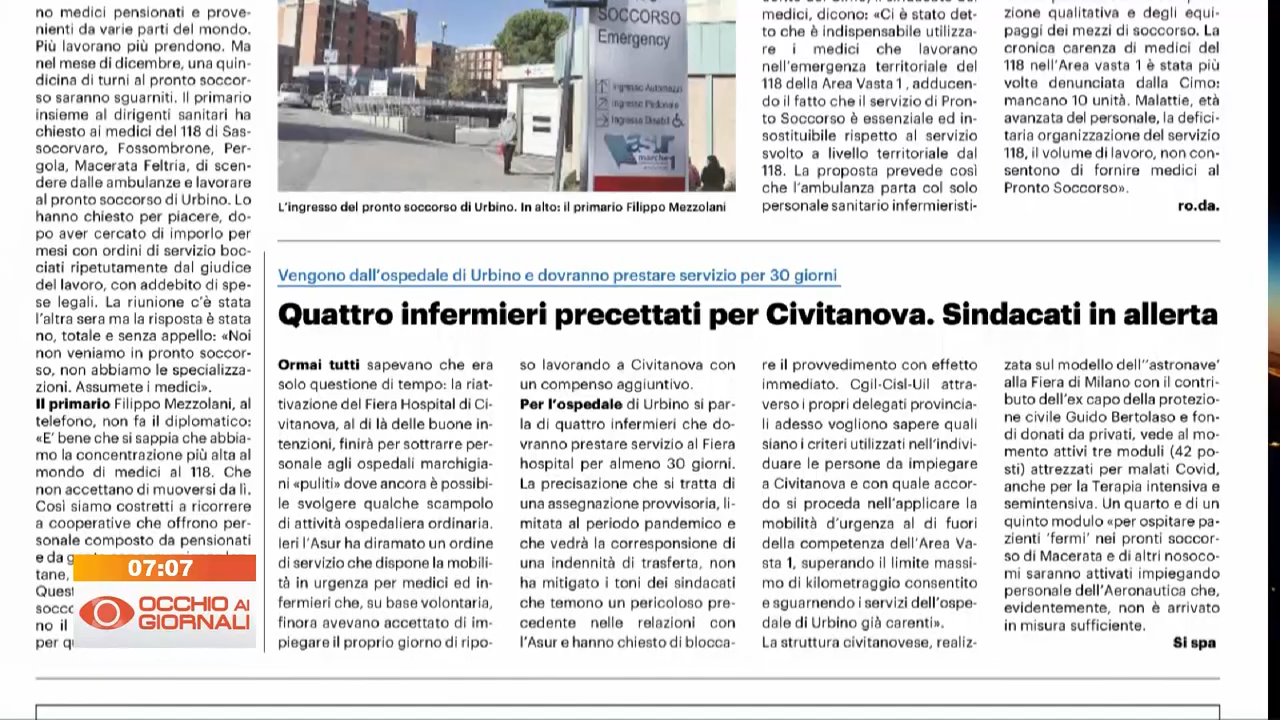 no medici pensionati e prove-
nienti da varie parti del mondo.
Più lavorano più prendono. Ma
nel mese di dicembre, una quin-
dicina di turni al pronto soccor-
so saranno sguarniti. Il primario
insieme al dirigenti sanitari ha
chiesto ai medici del 118 di Sas-
socorvaro, Fossombrone, Per-
gola, Macerata Feltria, di scen-
dere dalle ambulanze e lavorare
al pronto soccorso di Urbino. Lo
hanno chiesto per piacere, do-
po aver cercato di imporlo per
mesi con ordini di servizio boc-
ciati ripetutamente dal giudice
del lavoro, con addebito di spe-
se legali. La riunione c'è stata
l'altra sera ma la risposta è stata
no, totale e senza appello: «Noi
non veniamo in pronto soccor-
so, non abbiamo le specializza-
zioni. Assumete i medici».
Il primario Filippo Mezzolani, al
telefono, non fa il diplomatico:
«E' bene che si sappia che abbia-
mo la concentrazione più alta al
mondo di medici al 118. Che
non accettano di muoversi da lì.
Così siamo costretti a ricorrere
a cooperative che offrono per-
sonale composto da pensionati
e da
tane,
Quest
socco
no il
per
SOCCORSO
Emergency
Ingresso Automezzi
Ingresso Pedonale
Ingresso Disabili
asur
marche
1
L'ingresso del pronto soccorso di Urbino. In alto: il primario Filippo Mezzolani
medici, dicono: «Ci è stato det-
to che è indispensabile utilizza-
re i medici che lavorano
nell'emergenza territoriale del
118 della Area Vasta 1 , adducen-
do il fatto che il servizio di Pron-
to Soccorso è essenziale ed in-
sostituibile rispetto al servizio
svolto a livello territoriale dal
118. La proposta prevede così
che l'ambulanza parta col solo
personale sanitario infermieristi-
zione qualitativa e degli equi-
paggi dei mezzi di soccorso. La
cronica carenza di medici del
118 nell'Area vasta 1 è stata più
volte denunciata dalla Cimo:
mancano 10 unità. Malattie, età
avanzata del personale, la defici-
taria organizzazione del servizio
118, il volume di lavoro, non con-
sentono di fornire medici al
Pronto Soccorso».
ro.da.
Vengono dall'ospedale di Urbino e dovranno prestare servizio per 30 giorni
Quattro infermieri precettati per Civitanova. Sindacati in allerta
Ormai tutti sapevano che era
solo questione di tempo: la riat-
tivazione del Fiera Hospital di Ci-
vitanova, al di là delle buone in-
tenzioni, finirà per sottrarre per-
sonale agli ospedali marchigia-
ni «puliti» dove ancora è possibi-
le svolgere qualche scampolo
di attività ospedaliera ordinaria.
Ieri l'Asur ha diramato un ordine
di servizio che dispone la mobili-
tà in urgenza per medici ed in-
fermieri che, su base volontaria,
finora avevano accettato di im-
piegare il proprio giorno di ripo-
so lavorando a Civitanova con
un compenso aggiuntivo.
Per l'ospedale di Urbino si par-
la di quattro infermieri che do-
vranno prestare servizio al Fiera
hospital per almeno 30 giorni.
La precisazione che si tratta di
una assegnazione provvisoria, li-
mitata al periodo pandemico e
che vedrà la corresponsione di
una indennità di trasferta, non
ha mitigato i toni dei sindacati
che temono un pericoloso pre-
cedente nelle relazioni con
l'Asur e hanno chiesto di blocca-
re il provvedimento con effetto
immediato. Cgil-Cisl-Uil attra-
verso i propri delegati provincia-
li adesso vogliono sapere quali
siano i criteri utilizzati nell'indivi-
duare le persone da impiegare
a Civitanova e con quale accor-
do si proceda nell'applicare la
mobilità d'urgenza al di fuori
della competenza dell'Area Va-
sta 1, superando il limite massi-
mo di kilometraggio consentito
e sguarnendo i servizi dell'ospe-
dale di Urbino già carenti».
La struttura civitanovese, realiz-
zata sul modello dell''astronave'
alla Fiera di Milano con il contri-
buto dell'ex capo della protezio-
ne civile Guido Bertolaso e fon-
di donati da privati, vede al mo-
mento attivi tre moduli (42 po-
sti) attrezzati per malati Covid,
anche per la Terapia intensiva e
semintensiva. Un quarto e di un
quinto modulo «per ospitare pa-
zienti 'fermi' nei pronti soccor-
so di Macerata e di altri nosoco-
mi saranno attivati impiegando
personale dell'Aeronautica che,
evidentemente, non è arrivato
in misura sufficiente.
Si spa
07:07
OCCHIO AI
GIORNALI